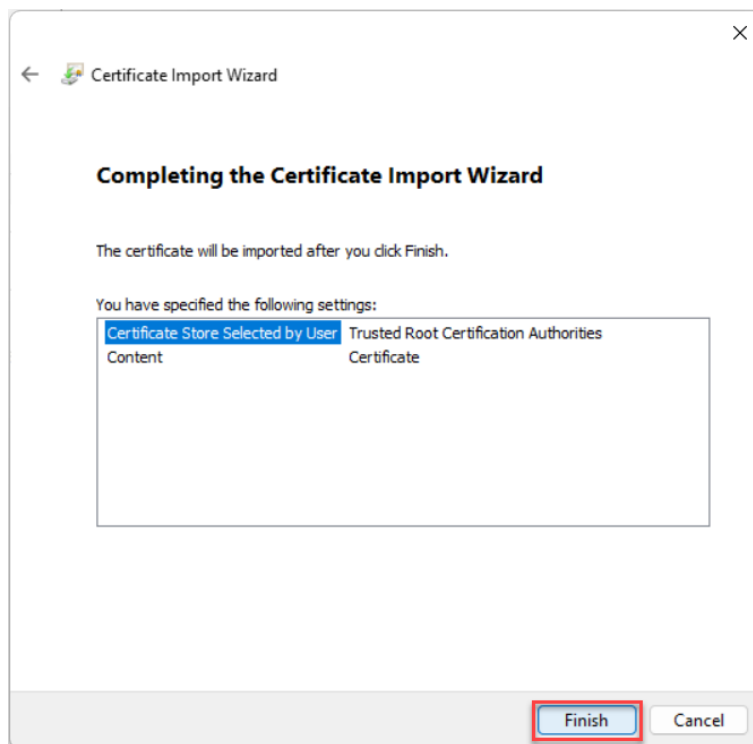 Certificate Import Wizard
Completing the Certificate Import Wizard
The certificate will be imported after you click Finish.
You have specified the following settings:
Certificate Store Selected by User Trusted Root Certification Authorities
Content Certificate
Finish Cancel